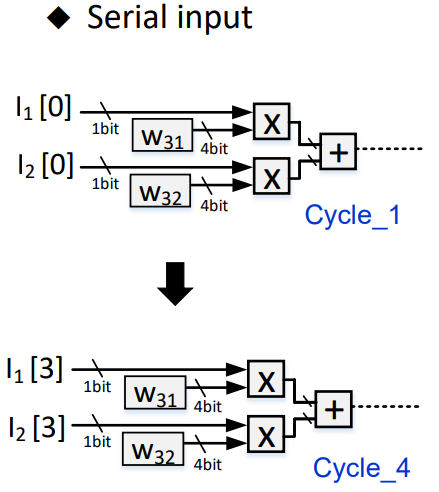 ◆ Serial input
I1 [0]
1bit
W31
4bit
X
I2 [0]
1bit
W32
4bit
X
+
Cycle_1
I1 [3]
1bit
W31
4bit
X
I2 [3]
1bit
W32
4bit
X
+
Cycle_4